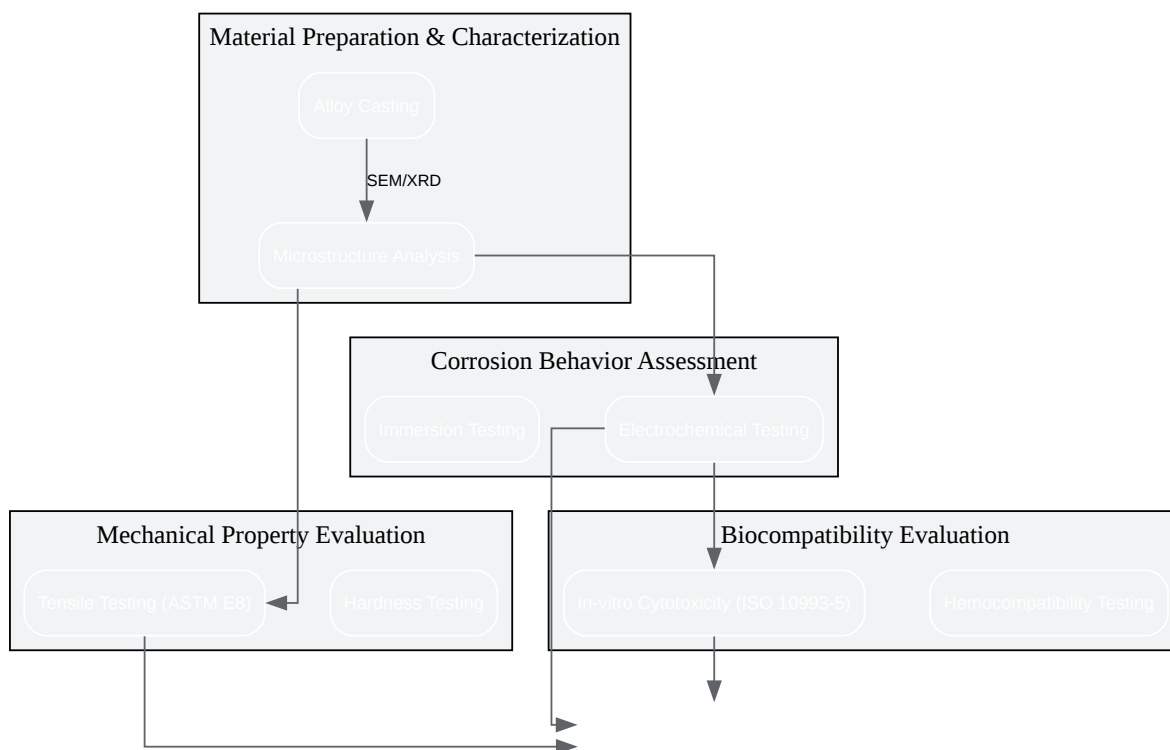 Material Preparation & Characterization
Alloy Casting
SEM/XRD
Microstructure Analysis
Corrosion Behavior Assessment
Immersion Testing
Electrochemical Testing
Mechanical Property Evaluation
Tensile Testing (ASTM E8)
Hardness Testing
Biocompatibility Evaluation
In-vitro Cytotoxicity (ISO 10993-5)
Hemocompatibility Testing